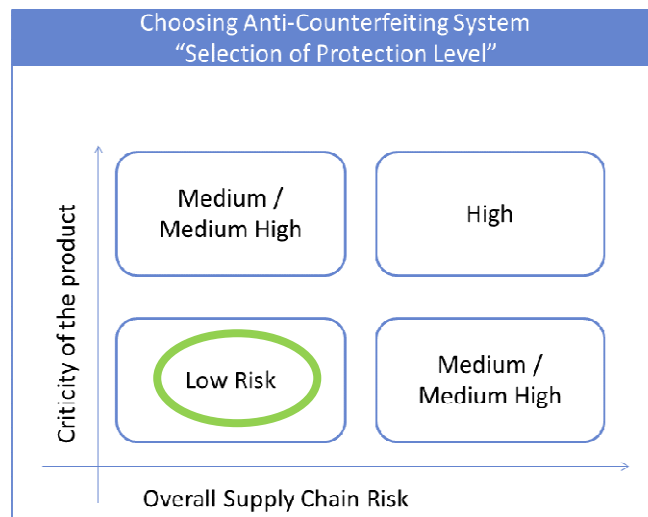 Choosing Anti-Counterfeiting System
“Selection of Protection Level”
Criticity of the product
Medium /
Medium High
High
Low Risk
Medium /
Medium High
Overall Supply Chain Risk